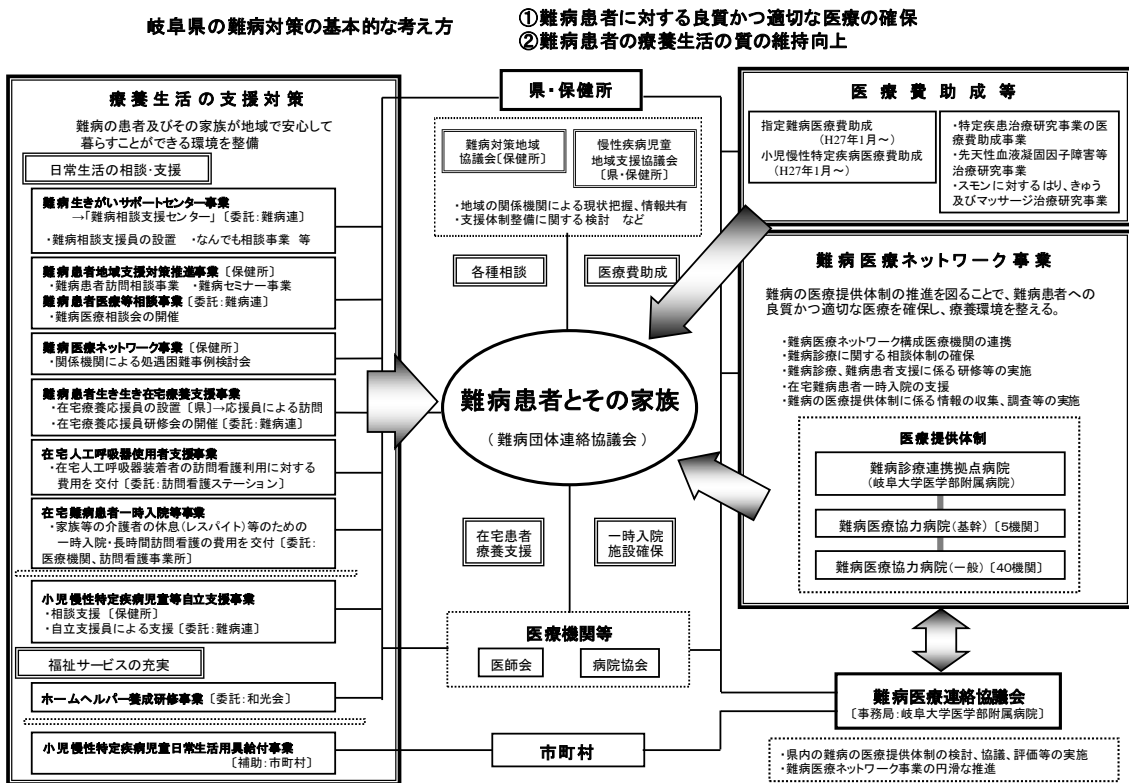 岐阜県の難病対策の基本的な考え方
①難病患者に対する良質かつ適切な医療の確保
②難病患者の療養生活の質の維持向上
療養生活の支援対策
難病の患者及びその家族が地域で安心して
暮らすことができる環境を整備
日常生活の相談・支援
難病生きがいサポートセンター事業
→「難病相談支援センター」〔委託:難病連〕
・難病相談支援員の設置 ・なんでも相談事業 等
難病患者地域支援対策推進事業〔保健所〕
・難病患者訪問相談事業 ・難病セミナー事業
難病患者医療等相談事業〔委託:難病連〕
・難病医療相談会の開催
難病医療ネットワーク事業〔保健所〕
・関係機関による処遇困難事例検討会
難病患者生き生き在宅療養支援事業
・在宅療養応援員の設置〔県〕→応援員による訪問
・在宅療養応援員研修会の開催〔委託:難病連〕
在宅人工呼吸器使用者支援事業
・在宅人工呼吸器装着者の訪問看護利用に対する
費用を交付〔委託:訪問看護ステーション〕
在宅難病患者一時入院等事業
・家族等の介護者の休息(レスパイト)等のための
一時入院・長時間訪問看護の費用を交付〔委託:
医療機関、訪問看護事業所〕
小児慢性特定疾病児童等自立支援事業
・相談支援〔保健所〕
・自立支援員による支援〔委託:難病連〕
福祉サービスの充実
ホームヘルパー養成研修事業〔委託:和光会〕
小児慢性特定疾病児童日常生活用具給付事業
〔補助:市町村〕
県・保健所
難病対策地域
協議会〔保健所〕
慢性疾病児童
地域支援協議会
〔県・保健所〕
・地域の関係機関による現状把握、情報共有
・支援体制整備に関する検討 など
各種相談
医療費助成
難病患者とその家族
(難病団体連絡協議会)
在宅患者
療養支援
一時入院
施設確保
医療機関等
医師会
病院協会
市町村
医療費助成等
指定難病医療費助成
(H27年1月～)
小児慢性特定疾病医療費助成
(H27年1月～)
・特定疾患治療研究事業の医
療費助成事業
・先天性血液凝固因子障害等
治療研究事業
・スモンに対するはり、きゅう
及びマッサージ治療研究事業
難病医療ネットワーク事業
難病の医療提供体制の推進を図ることで、難病患者への
良質かつ適切な医療を確保し、療養環境を整える。
・難病医療ネットワーク構成医療機関の連携
・難病診療に関する相談体制の確保
・難病診療、難病患者支援に係る研修等の実施
・在宅難病患者一時入院の支援
・難病の医療提供体制に係る情報の収集、調査等の実施
医療提供体制
難病診療連携拠点病院
(岐阜大学医学部附属病院)
難病医療協力病院(基幹)〔5機関〕
難病医療協力病院(一般)〔40機関〕
難病医療連絡協議会
〔事務局:岐阜大学医学部附属病院〕
・県内の難病の医療提供体制の検討、協議、評価等の実施
・難病医療ネットワーク事業の円滑な推進